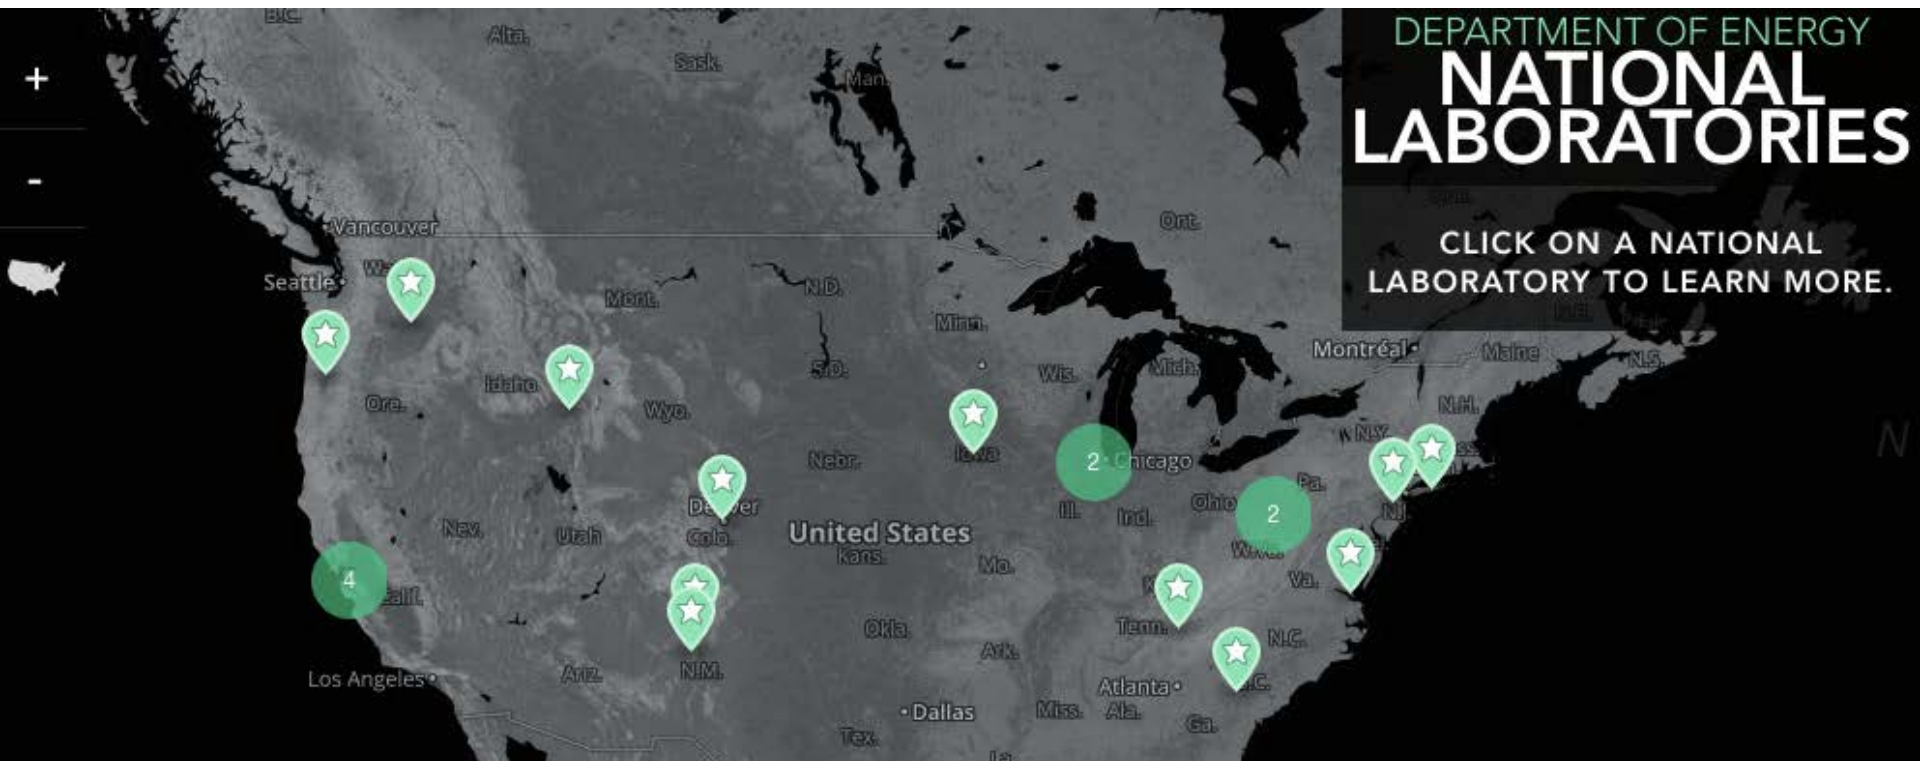 DEPARTMENT OF ENERGY
NATIONAL
LABORATORIES
CLICK ON A NATIONAL
LABORATORY TO LEARN MORE.
+
-
B.C.
Alta.
Sask.
Man.
Ont.
Vancouver
Seattle
Mont.
N.D.
Minn.
Montréal
Maine
N.S.
S.D.
Wis.
Mich.
Idaho
Ore.
Wyo.
N.H.
N.Y.
Iowa
Nebr.
2
Chicago
Pa.
Ohio
2
Ill.
Ind.
N.J.
Denver
Nev.
Utah
Colo.
United States
Kans.
Mo.
Va.
4
Calif.
Okla.
Tenn.
N.C.
Ark.
Los Angeles
Ariz.
N.M.
Atlanta
Dallas
Miss.
Ala.
Ga.
Tex.
La.
N